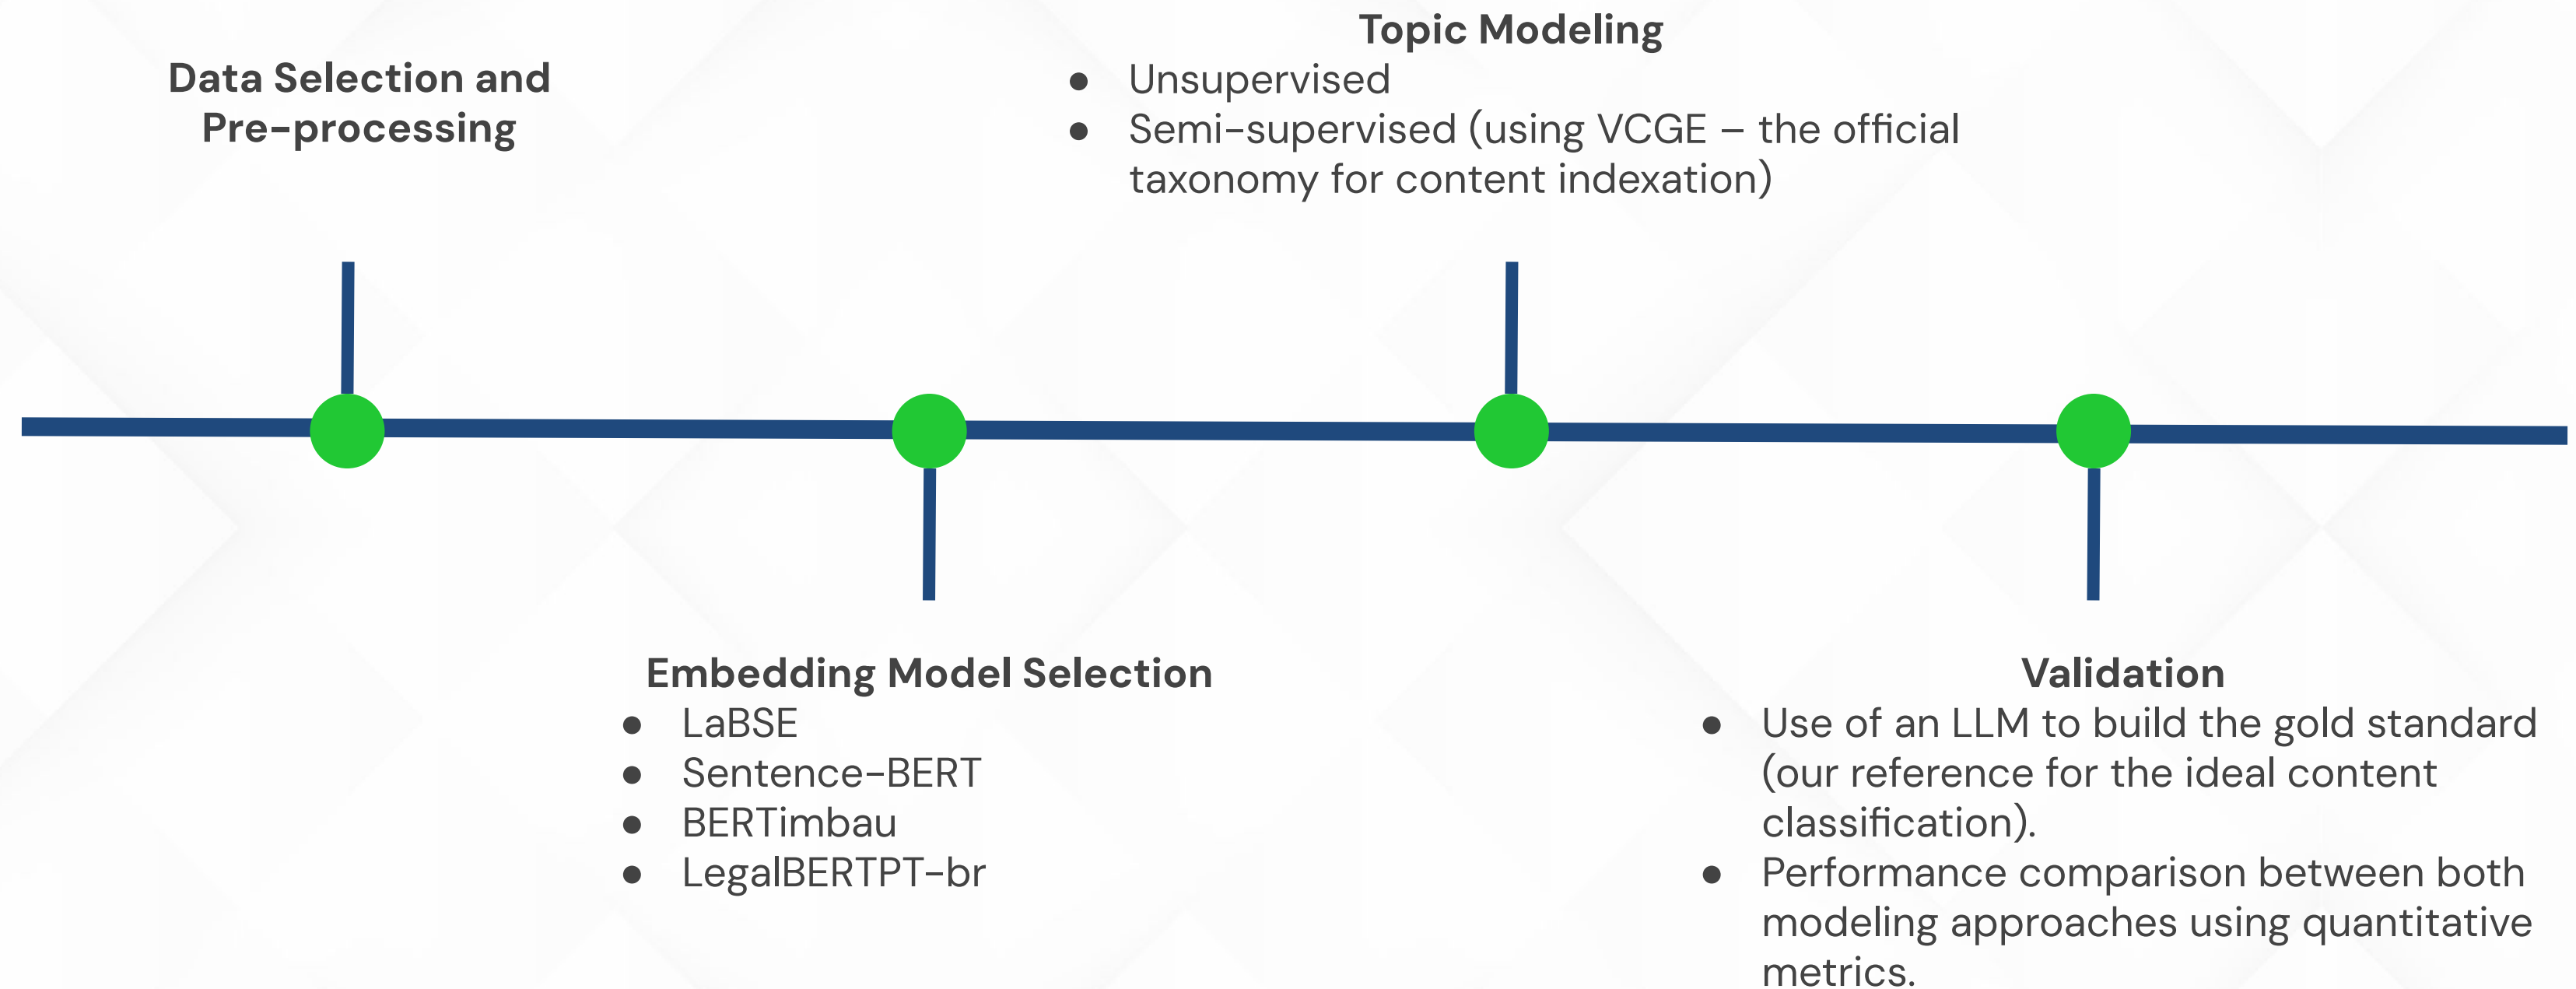 Data Selection and
Pre-processing
Embedding Model Selection
● LaBSE
● Sentence-BERT
● BERTimbau
● LegalBERTPT-br
Topic Modeling
● Unsupervised
● Semi-supervised (using VCGE – the official
taxonomy for content indexation)
Validation
● Use of an LLM to build the gold standard
(our reference for the ideal content
classification).
● Performance comparison between both
modeling approaches using quantitative
metrics.